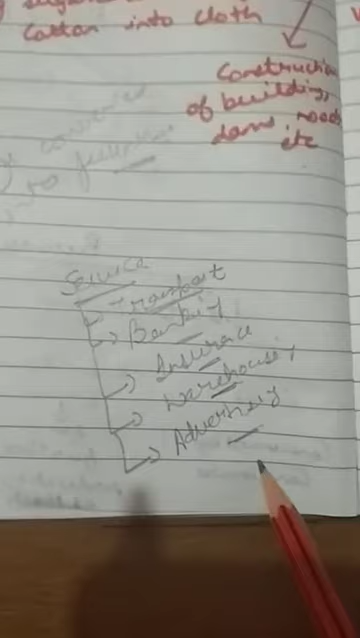 Cotton into cloth
Construction
of building,
dams, roads
etc
Service
Transport
Banking
Insurance
Warehousing
Advertising